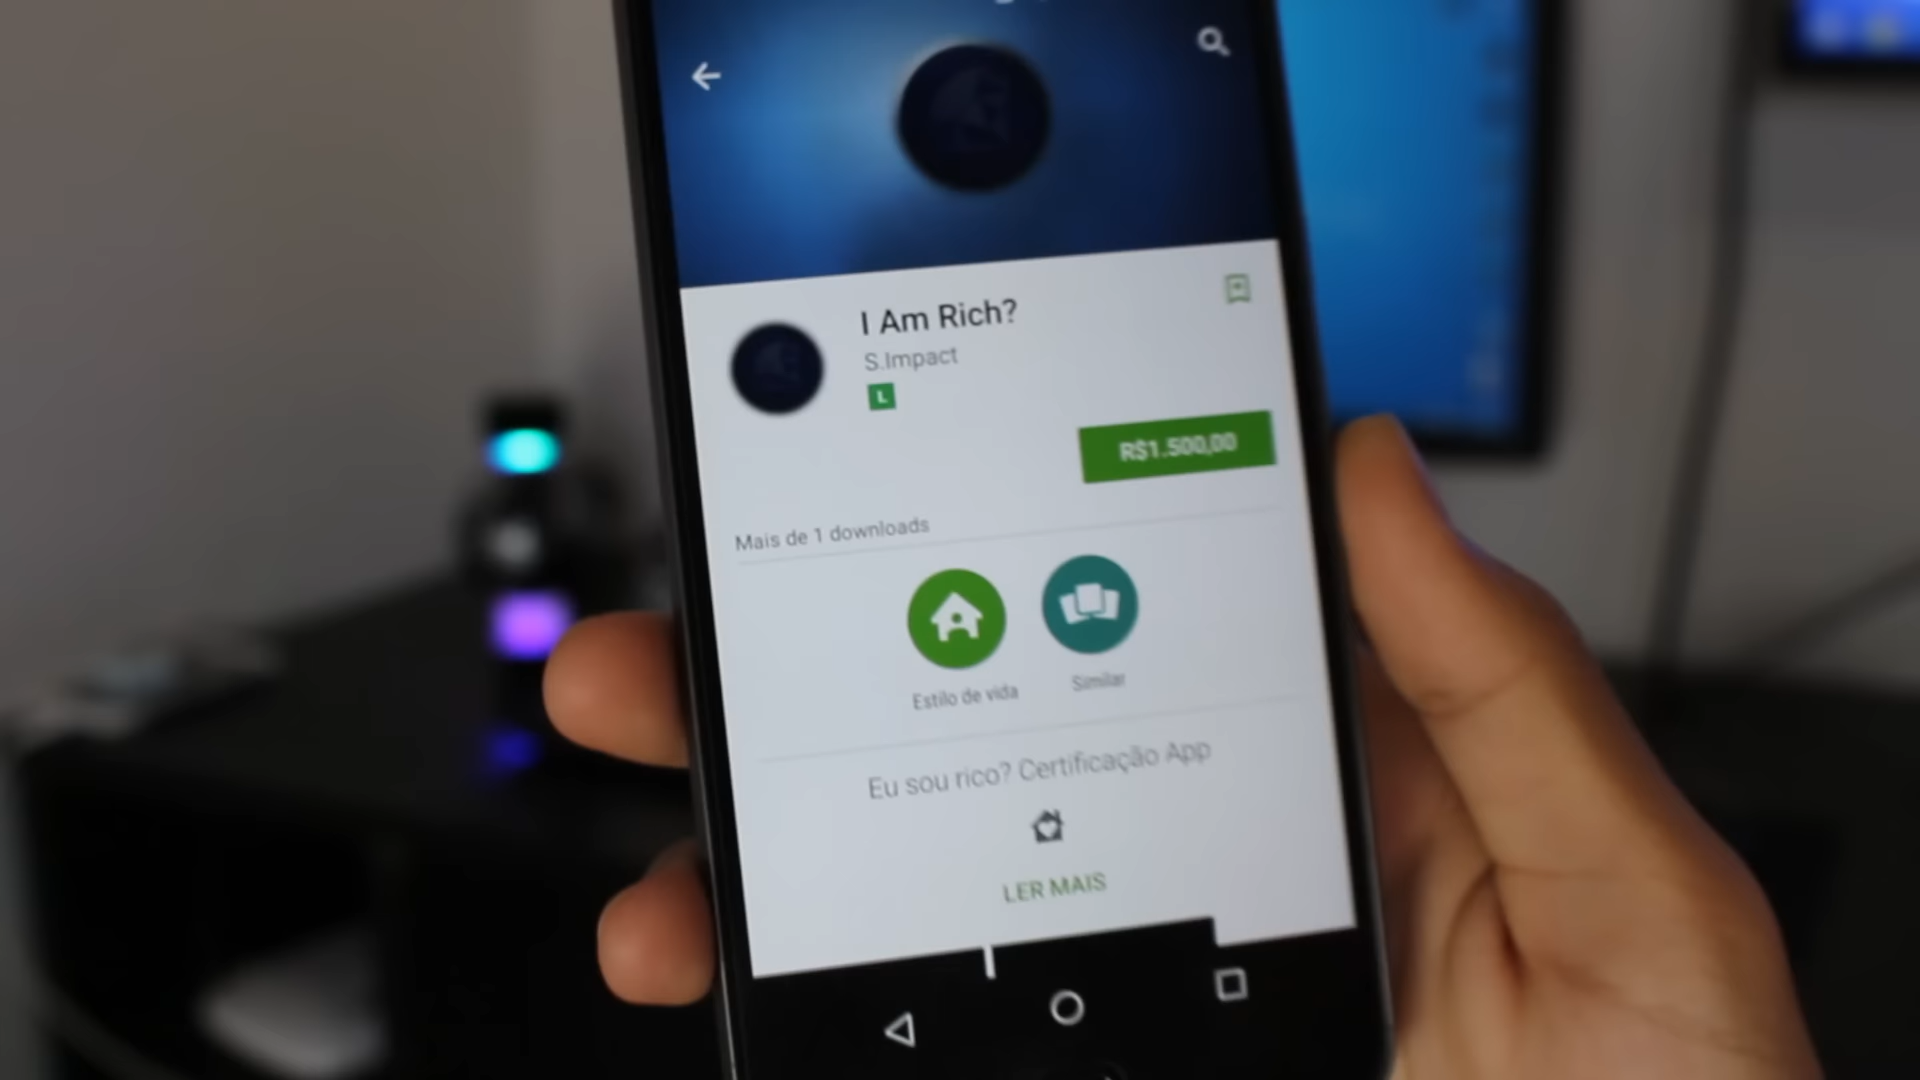 I Am Rich?
S.Impact
L
R$1.500,00
Mais de 1 downloads
Estilo de vida
Similar
Eu sou rico? Certificação App
LER MAIS